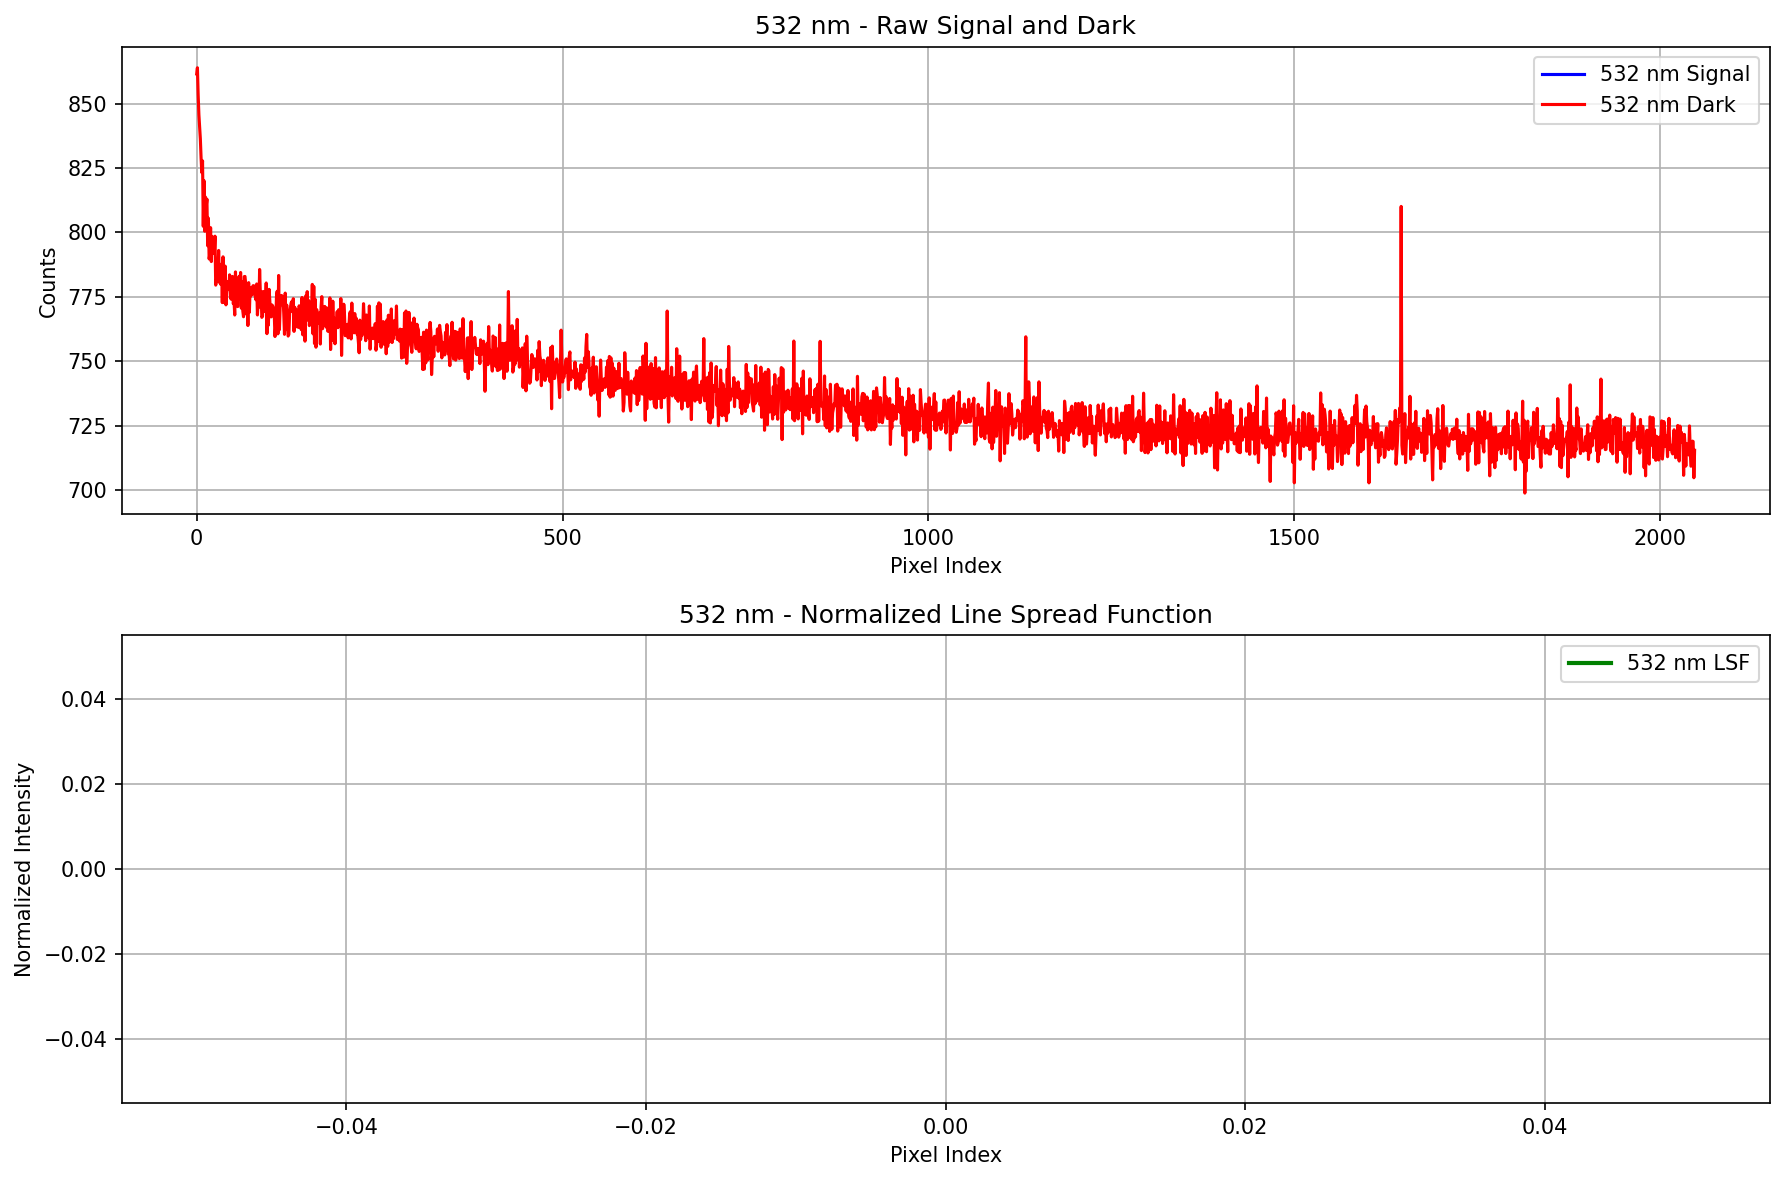 532 nm - Raw Signal and Dark
532 nm Signal
532 nm Dark
Counts
850
825
800
775
750
725
700
0 500 1000 1500 2000
Pixel Index
532 nm - Normalized Line Spread Function
532 nm LSF
Normalized Intensity
0.04
0.02
0.00
−0.02
−0.04
−0.04 −0.02 0.00 0.02 0.04
Pixel Index